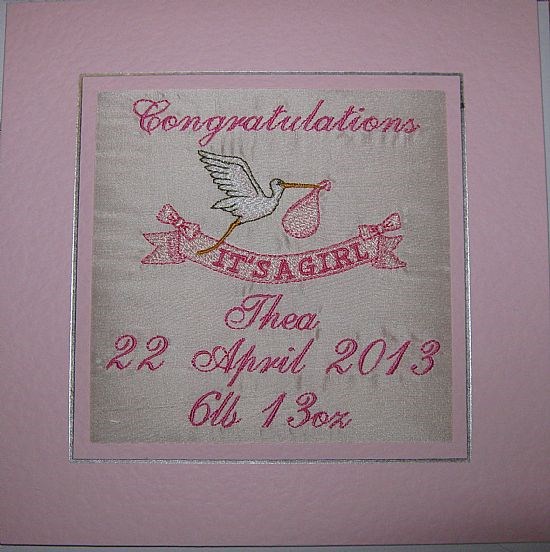 Congratulations
IT'S A GIRL
Thea
22 April 2013
6lb 13oz